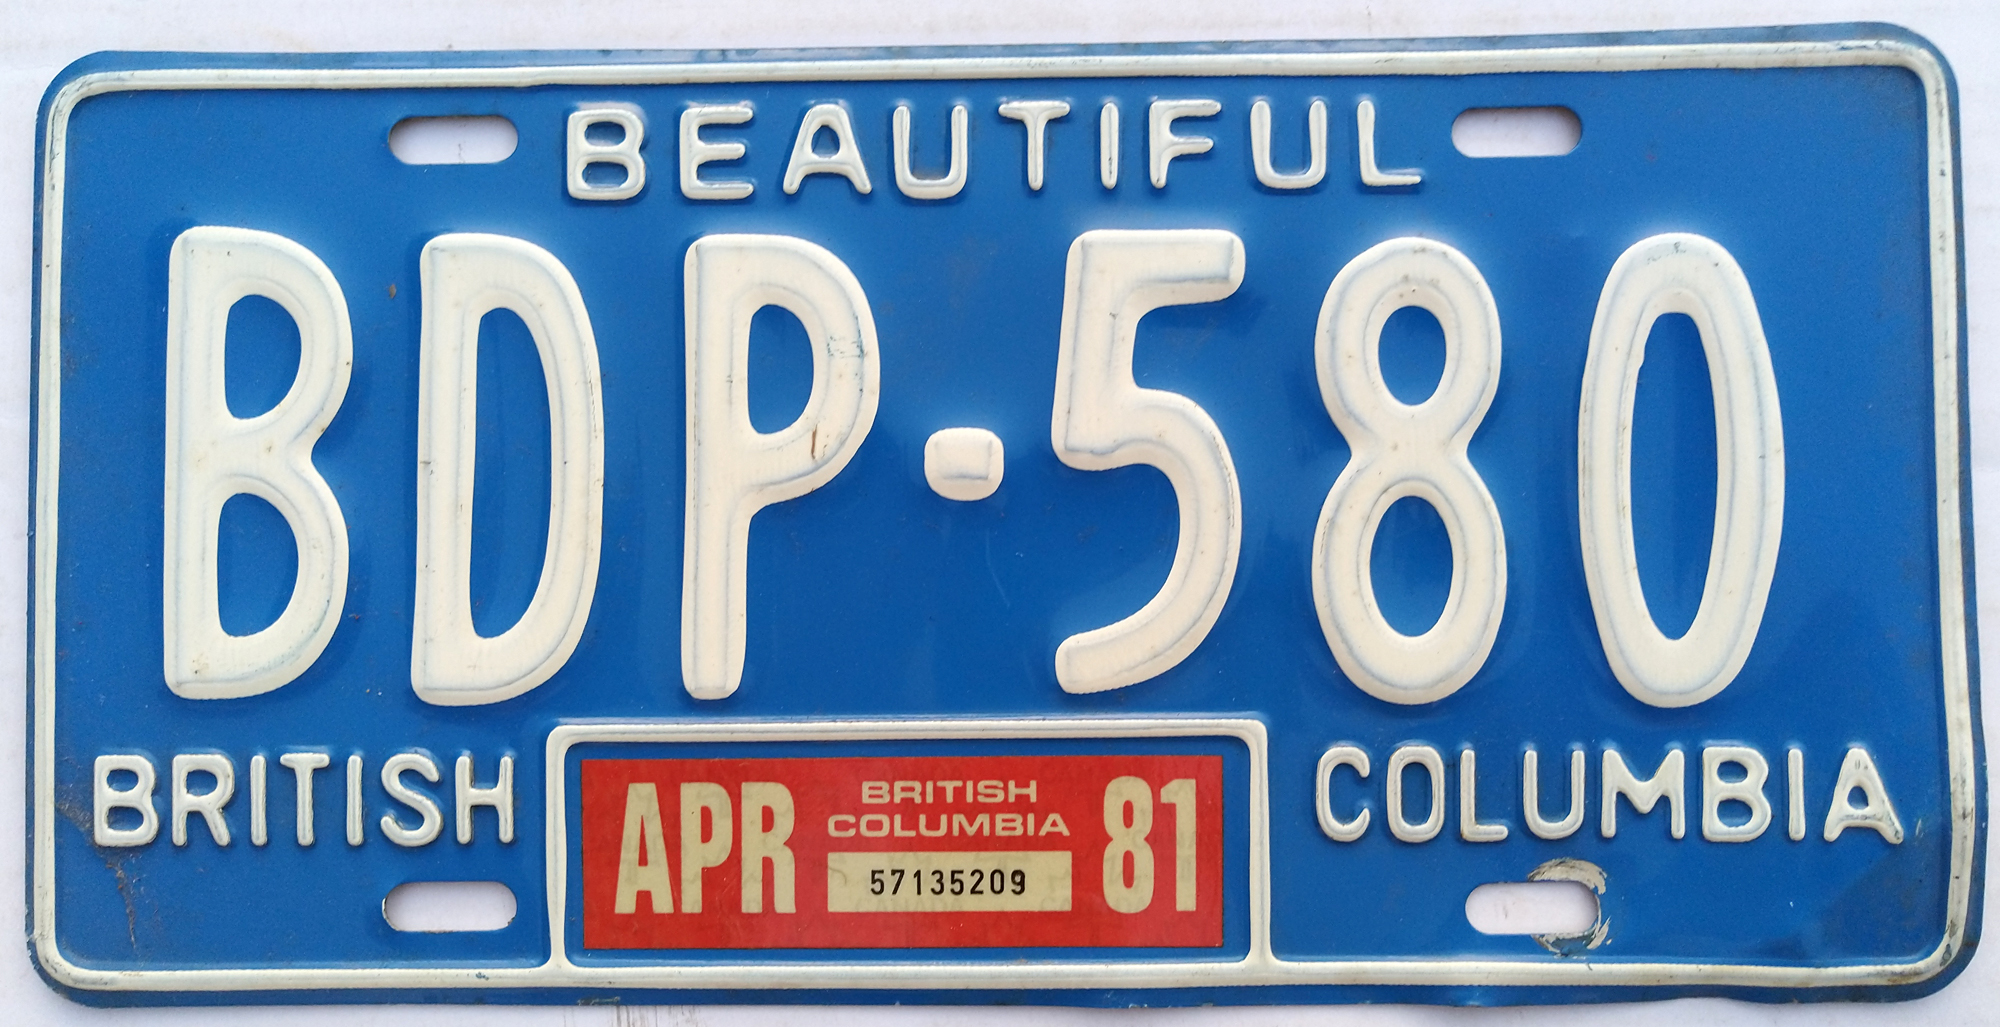 BEAUTIFUL
BDP·580
BRITISH COLUMBIA
APR BRITISH COLUMBIA 81
57135209